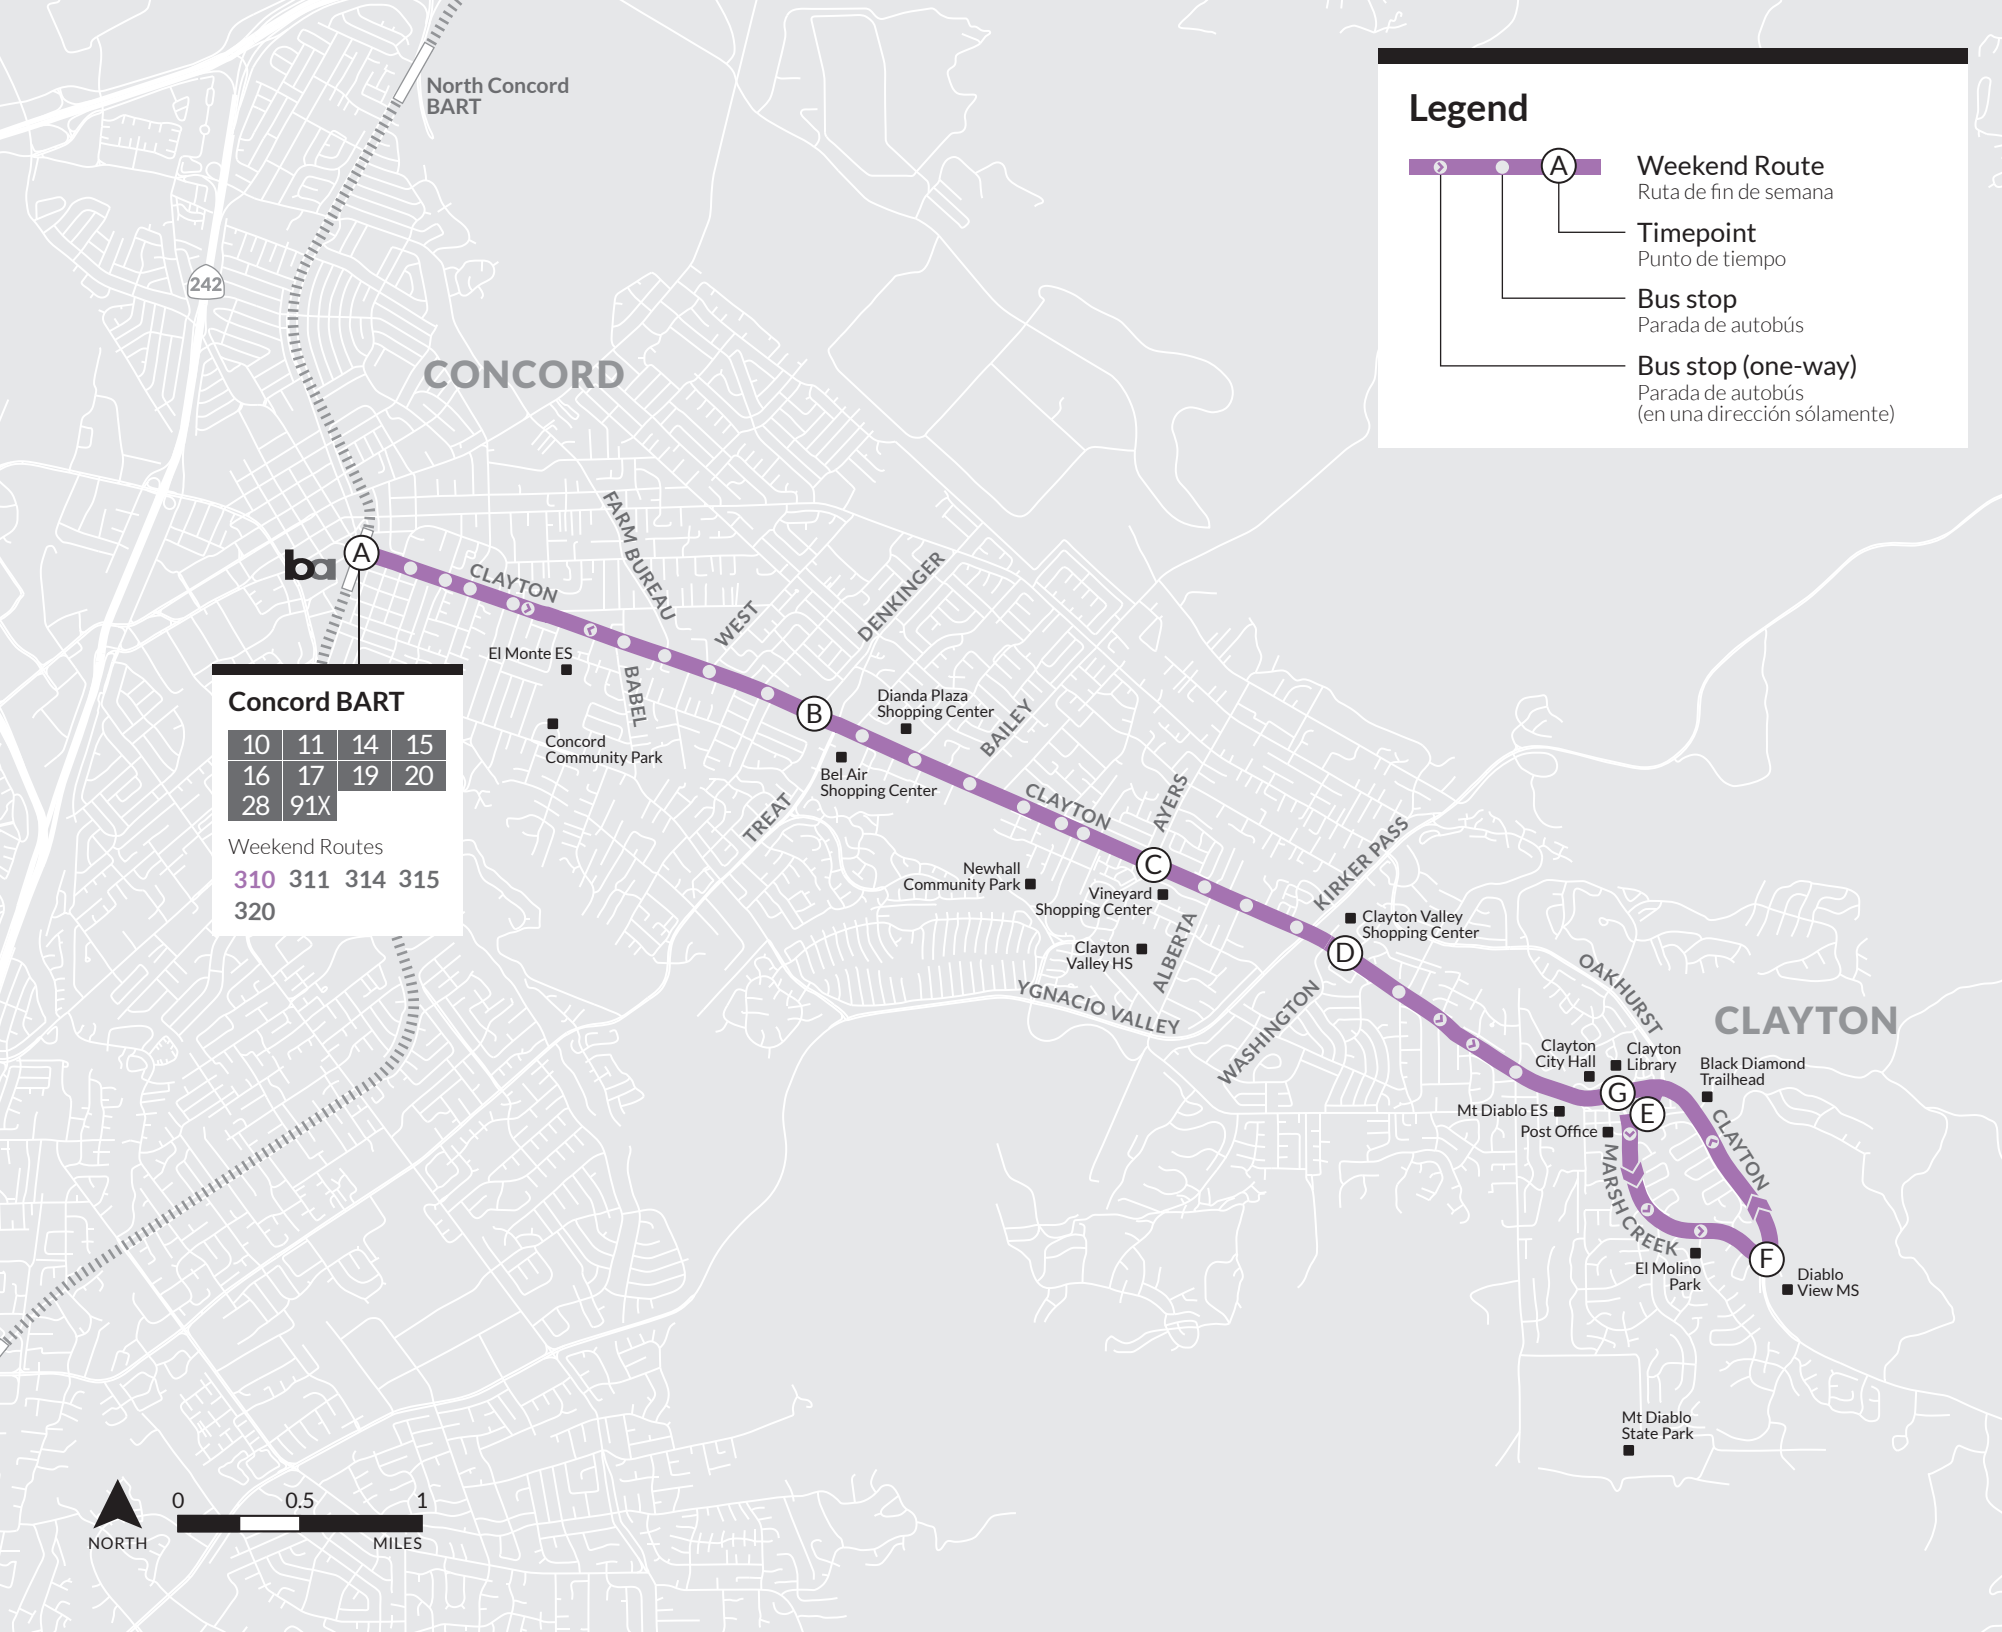 North Concord
BART
Legend
A
Weekend Route
Ruta de fin de semana
Timepoint
Punto de tiempo
Bus stop
Parada de autobús
Bus stop (one-way)
Parada de autobús
(en una dirección sólamente)
242
CONCORD
ba
A
CLAYTON
FARM BUREAU
WEST
DENKINGER
El Monte ES
BABEL
Concord
Community Park
B
Dianda Plaza
Shopping Center
BAILEY
Bel Air
Shopping Center
TREAT
CLAYTON
AYERS
Concord BART
10 11 14 15
16 17 19 20
28 91X
Weekend Routes
310 311 314 315
320
C
Newhall
Community Park
Vineyard
Shopping Center
KIRKER PASS
Clayton Valley
Shopping Center
Clayton
Valley HS
ALBERTA
D
YGNACIO VALLEY
WASHINGTON
OAKHURST
CLAYTON
Clayton
City Hall
Clayton
Library
Black Diamond
Trailhead
G
E
Mt Diablo ES
Post Office
CLAYTON
MARSH CREEK
El Molino
Park
F
Diablo
View MS
Mt Diablo
State Park
0 0.5 1
NORTH
MILES